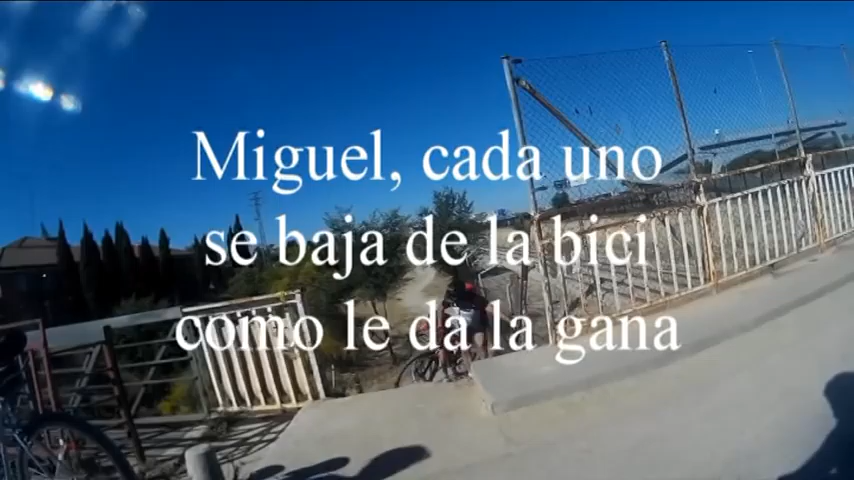 Miguel, cada uno
se baja de la bici
como le da la gana